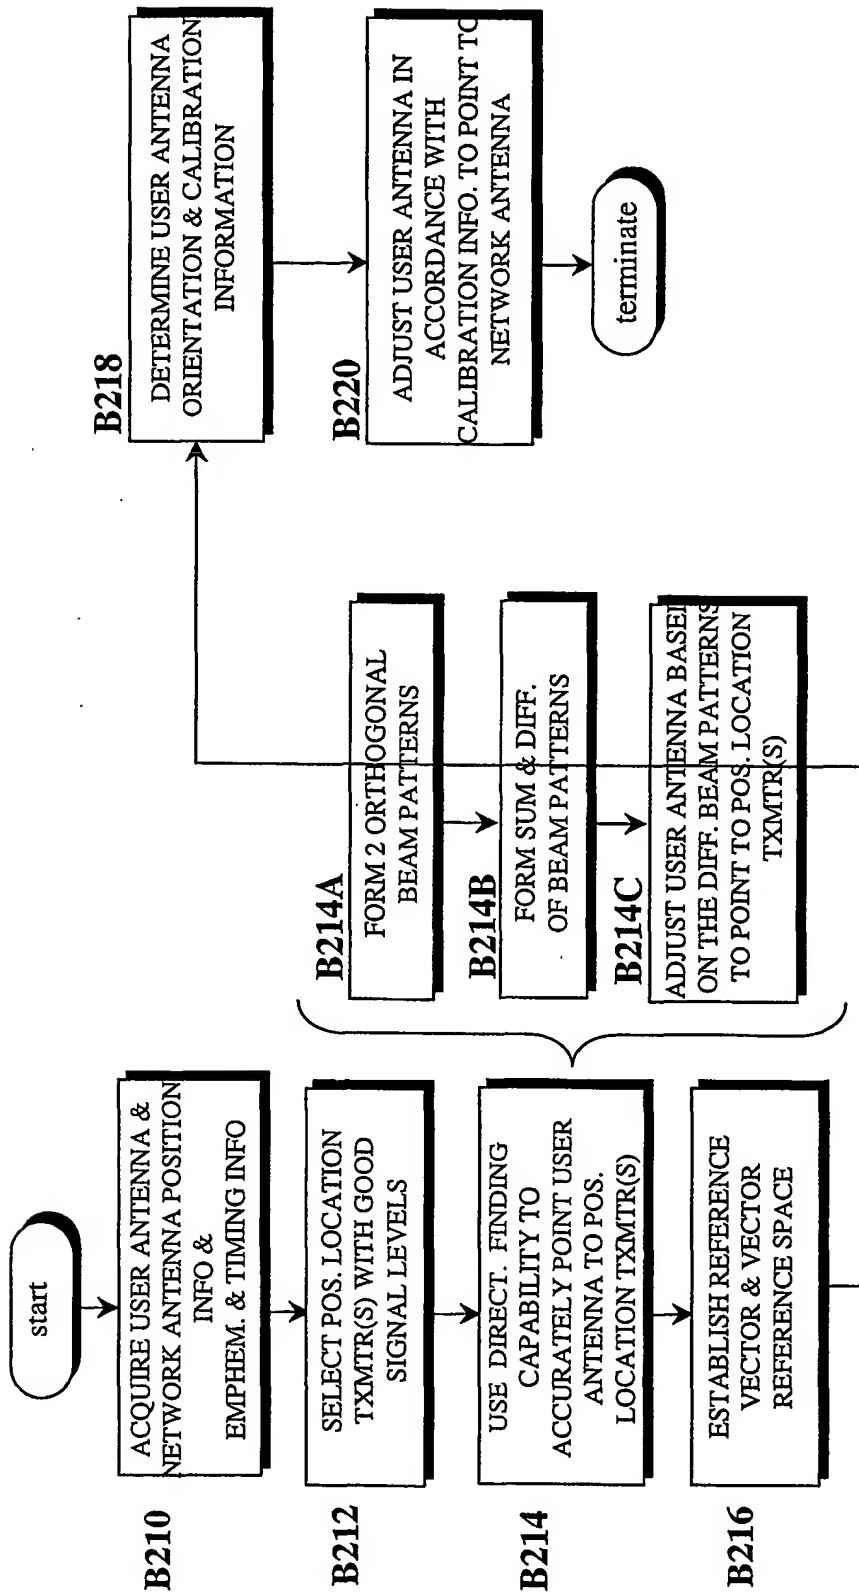 start
B210
ACQUIRE USER ANTENNA &
NETWORK ANTENNA POSITION
INFO &
EMPHEM. & TIMING INFO
B212
SELECT POS. LOCATION
TXMTR(S) WITH GOOD
SIGNAL LEVELS
B214
USE DIRECT. FINDING
CAPABILITY TO
ACCURATELY POINT USER
ANTENNA TO POS.
LOCATION TXMTR(S)
B216
ESTABLISH REFERENCE
VECTOR & VECTOR
REFERENCE SPACE
B214A
FORM 2 ORTHOGONAL
BEAM PATTERNS
B214B
FORM SUM & DIFF.
OF BEAM PATTERNS
B214C
ADJUST USER ANTENNA BASED
ON THE DIFF. BEAM PATTERNS
TO POINT TO POS. LOCATION
TXMTR(S)
B218
DETERMINE USER ANTENNA
ORIENTATION & CALIBRATION
INFORMATION
B220
ADJUST USER ANTENNA IN
ACCORDANCE WITH
CALIBRATION INFO. TO POINT TO
NETWORK ANTENNA
terminate